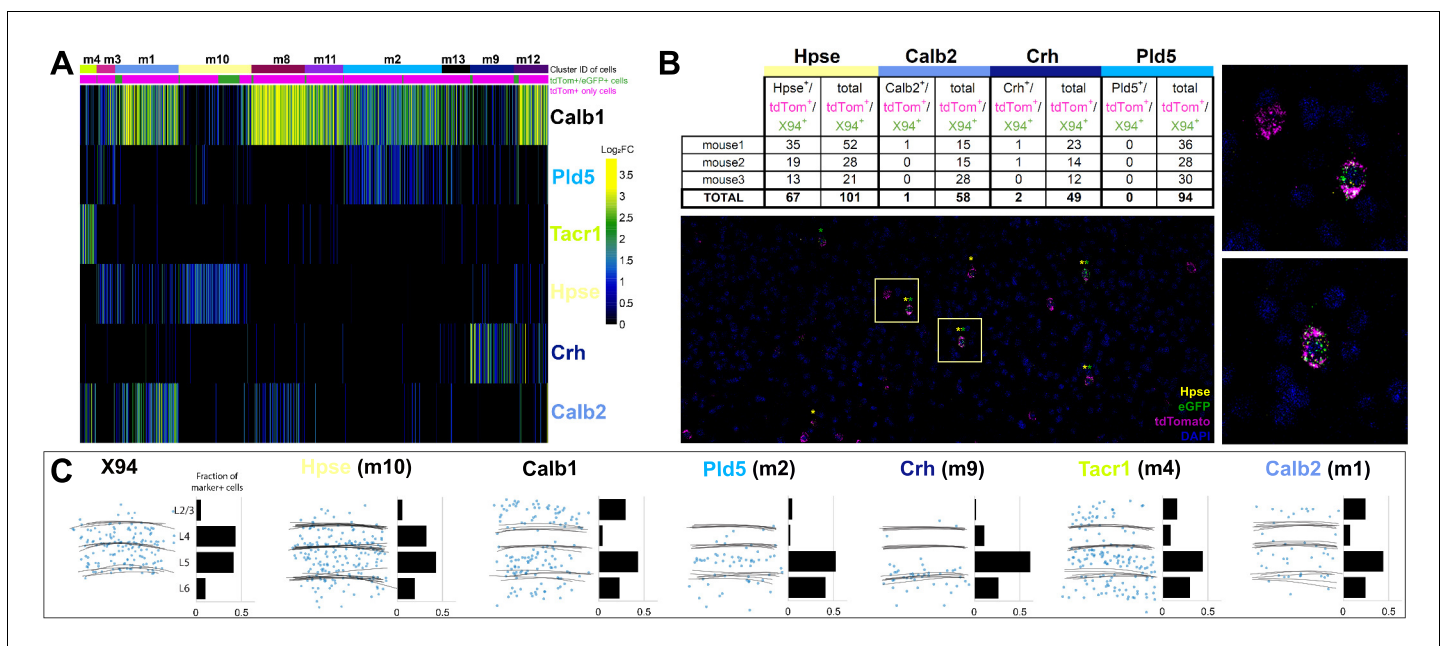 A
m4 m3 m1 m10 m8 m11 m2 m13 m9 m12
Cluster ID of cells
tdTom+/eGFP+ cells
tdTom+ only cells
Calb1
Pld5
Tacr1
Hpse
Crh
Calb2
Log₂FC
3.5
3
2.5
2
1.5
1
0.5
0
B
Hpse Calb2 Crh Pld5
Hpse⁺/ total Calb2⁺/ total Crh⁺/ total Pld5⁺/ total
tdTom⁺/ tdTom⁺/ tdTom⁺/ tdTom⁺/ tdTom⁺/ tdTom⁺/ tdTom⁺/ tdTom⁺/
X94⁺ X94⁺ X94⁺ X94⁺ X94⁺ X94⁺ X94⁺ X94⁺
mouse1 35 52 1 15 1 23 0 36
mouse2 19 28 0 15 1 14 0 28
mouse3 13 21 0 28 0 12 0 30
TOTAL 67 101 1 58 2 49 0 94
Hpse
eGFP
tdTomato
DAPI
C
X94 Hpse (m10) Calb1 Pld5 (m2) Crh (m9) Tacr1 (m4) Calb2 (m1)
Fraction of
marker+ cells
L2/3
L4
L5
L6
0 0.5 0 0.5 0 0.5 0 0.5 0 0.5 0 0.5 0 0.5